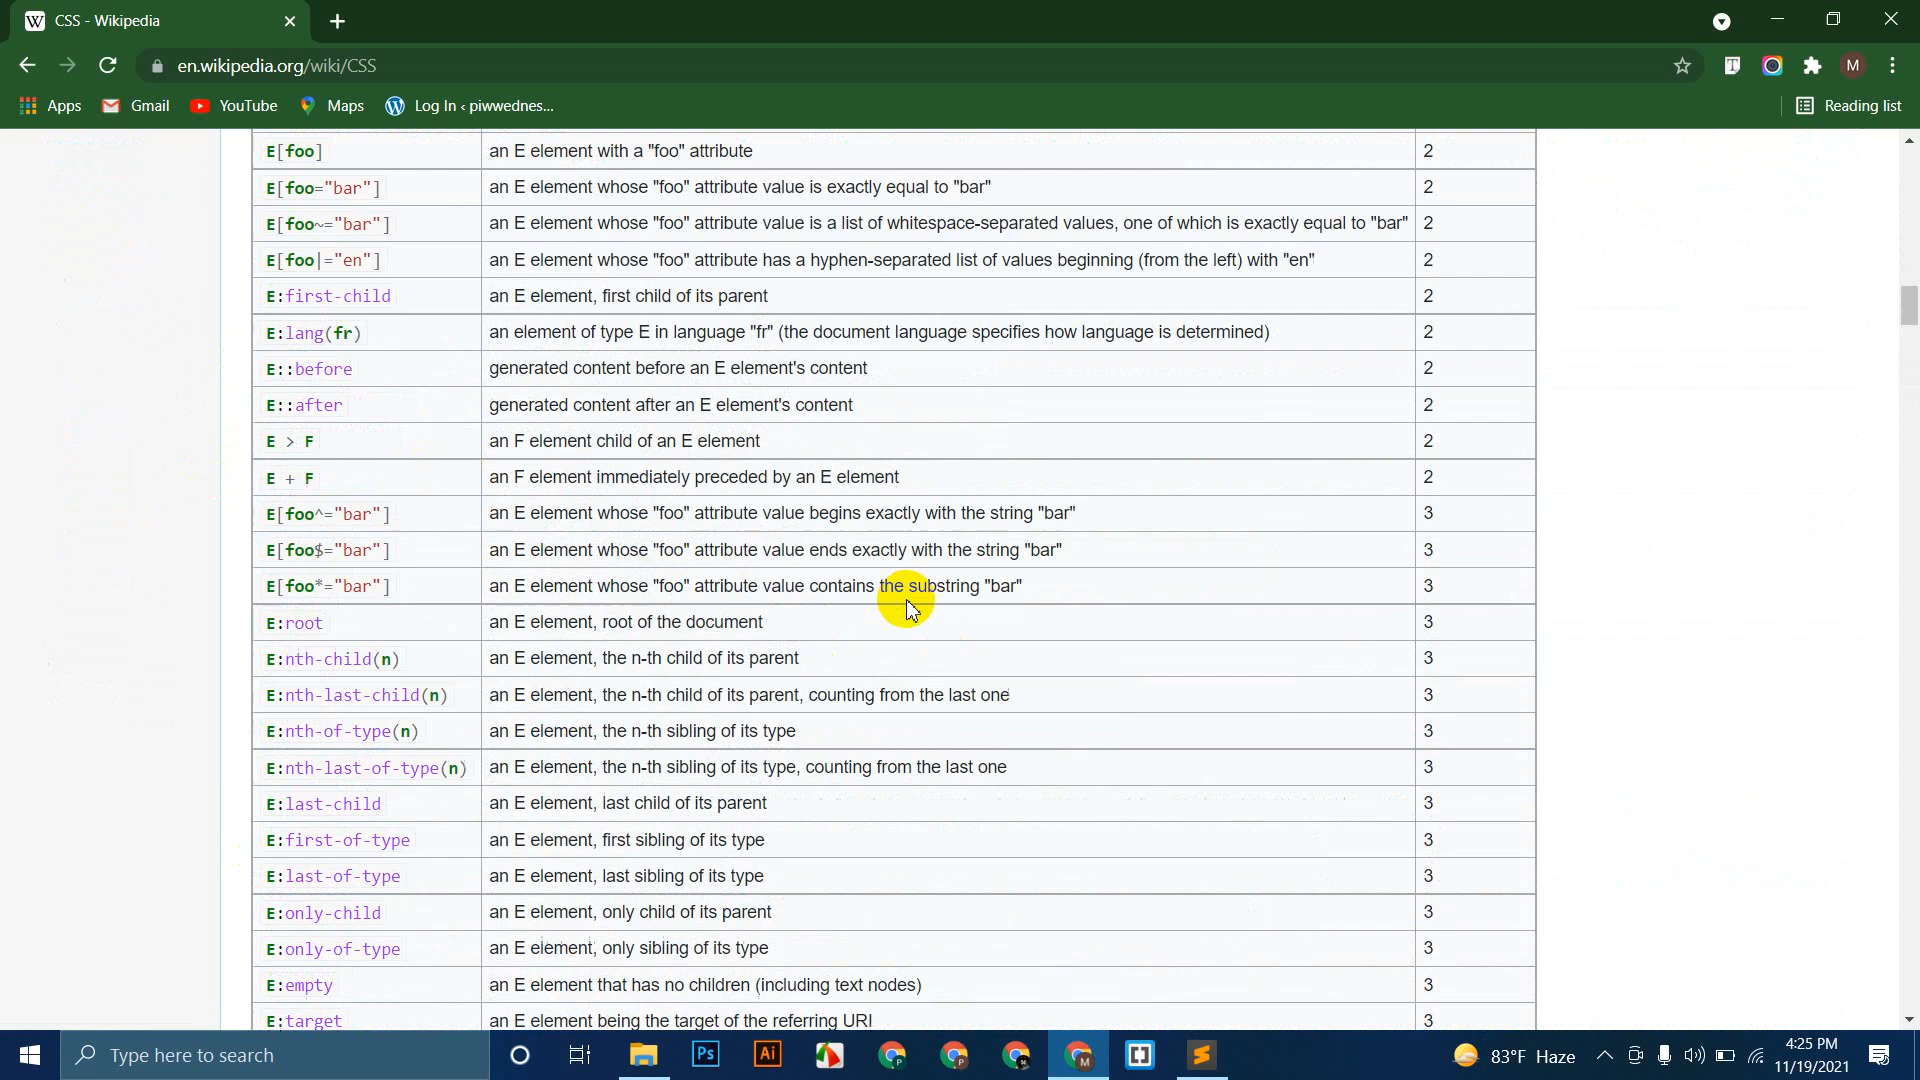 CSS - Wikipedia
en.wikipedia.org/wiki/CSS
M
Apps Gmail YouTube Maps Log In ‹ piwwednes... Reading list
E[foo] an E element with a "foo" attribute 2
E[foo="bar"] an E element whose "foo" attribute value is exactly equal to "bar" 2
E[foo~="bar"] an E element whose "foo" attribute value is a list of whitespace-separated values, one of which is exactly equal to "bar" 2
E[foo|="en"] an E element whose "foo" attribute has a hyphen-separated list of values beginning (from the left) with "en" 2
E:first-child an E element, first child of its parent 2
E:lang(fr) an element of type E in language "fr" (the document language specifies how language is determined) 2
E::before generated content before an E element's content 2
E::after generated content after an E element's content 2
E > F an F element child of an E element 2
E + F an F element immediately preceded by an E element 2
E[foo^="bar"] an E element whose "foo" attribute value begins exactly with the string "bar" 3
E[foo$="bar"] an E element whose "foo" attribute value ends exactly with the string "bar" 3
E[foo*="bar"] an E element whose "foo" attribute value contains the substring "bar" 3
E:root an E element, root of the document 3
E:nth-child(n) an E element, the n-th child of its parent 3
E:nth-last-child(n) an E element, the n-th child of its parent, counting from the last one 3
E:nth-of-type(n) an E element, the n-th sibling of its type 3
E:nth-last-of-type(n) an E element, the n-th sibling of its type, counting from the last one 3
E:last-child an E element, last child of its parent 3
E:first-of-type an E element, first sibling of its type 3
E:last-of-type an E element, last sibling of its type 3
E:only-child an E element, only child of its parent 3
E:only-of-type an E element, only sibling of its type 3
E:empty an E element that has no children (including text nodes) 3
E:target an E element being the target of the referring URI 3
Type here to search
Ps Ai
83°F Haze
4:25 PM
11/19/2021